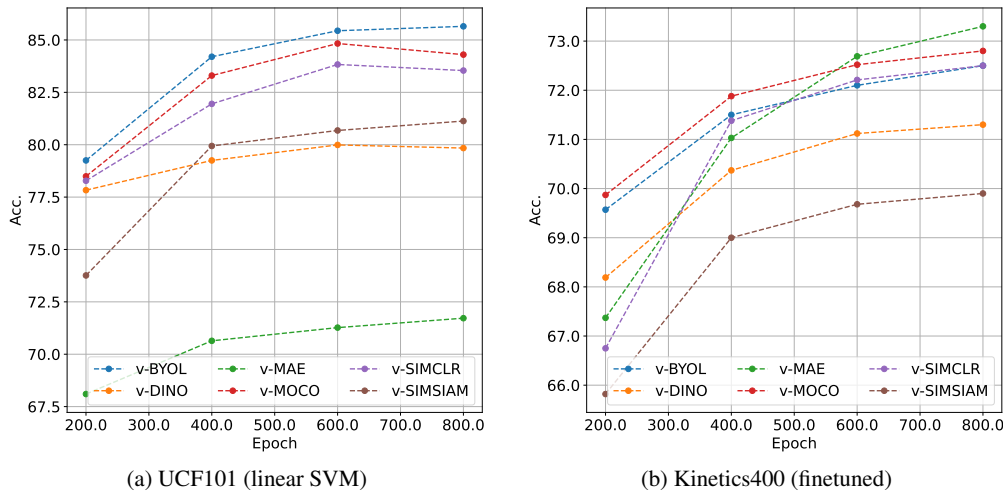 85.0
82.5
80.0
77.5
75.0
72.5
70.0
67.5
Acc.
200.0 300.0 400.0 500.0 600.0 700.0 800.0
Epoch
v-BYOL v-MAE v-SIMCLR
v-DINO v-MOCO v-SIMSIAM
(a) UCF101 (linear SVM)
73.0
72.0
71.0
70.0
69.0
68.0
67.0
66.0
Acc.
200.0 300.0 400.0 500.0 600.0 700.0 800.0
Epoch
v-BYOL v-MAE v-SIMCLR
v-DINO v-MOCO v-SIMSIAM
(b) Kinetics400 (finetuned)